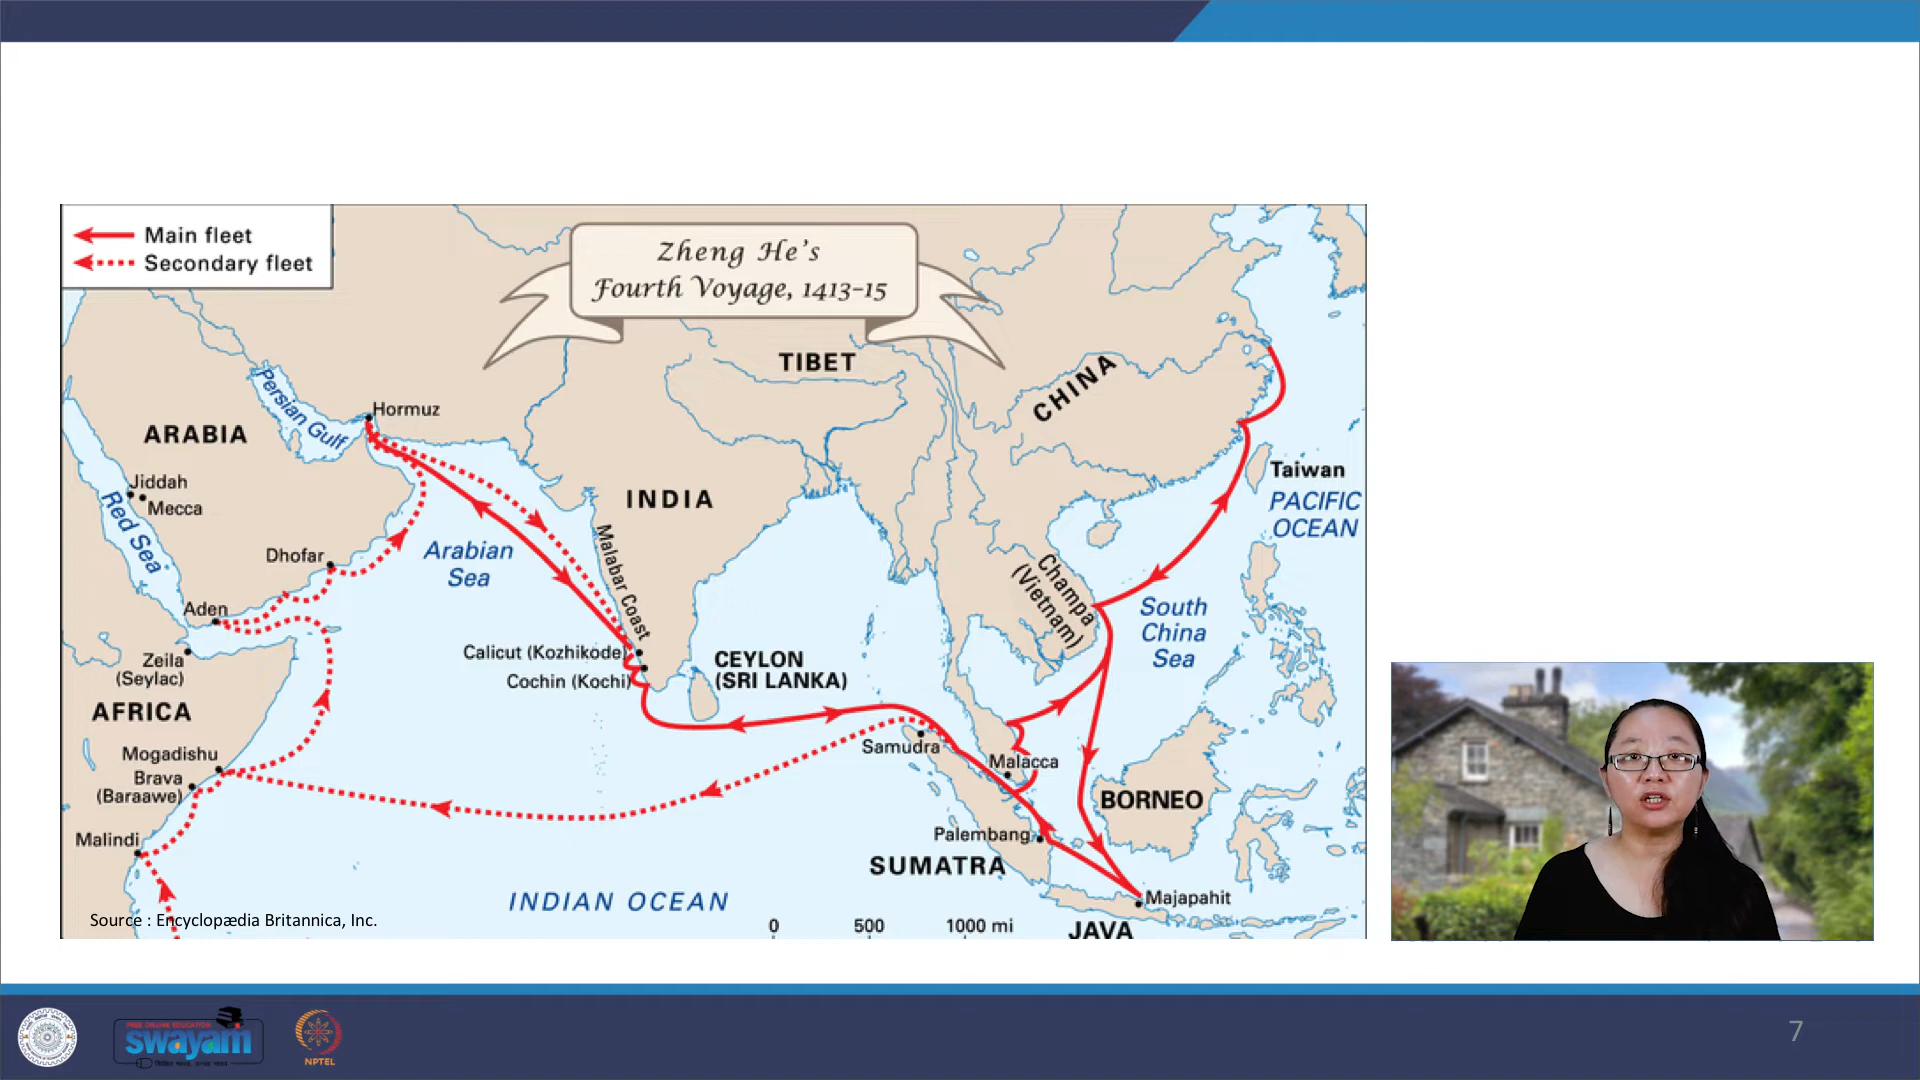 Main fleet
Secondary fleet
Zheng He's
Fourth Voyage, 1413–15
TIBET
CHINA
Persian Gulf
Hormuz
ARABIA
Taiwan
PACIFIC
OCEAN
Jiddah
Mecca
Red Sea
INDIA
Arabian
Sea
Malabar Coast
Dhofar
Champa
(Vietnam)
South
China
Sea
Aden
Zeila
(Seylac)
Calicut (Kozhikode)
Cochin (Kochi)
CEYLON
(SRI LANKA)
AFRICA
Mogadishu
Brava
(Baraawe)
Samudra
Malacca
BORNEO
Malindi
Palembang
SUMATRA
INDIAN OCEAN
Majapahit
JAVA
Source : Encyclopædia Britannica, Inc.
0 500 1000 mi
FREE ONLINE EDUCATION
swayam
NPTEL
7